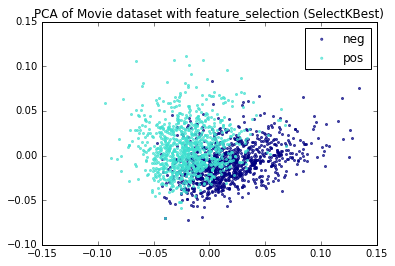 PCA of Movie dataset with feature_selection (SelectKBest)
neg
pos
0.15
0.10
0.05
0.00
−0.05
−0.10
−0.15 −0.10 −0.05 0.00 0.05 0.10 0.15